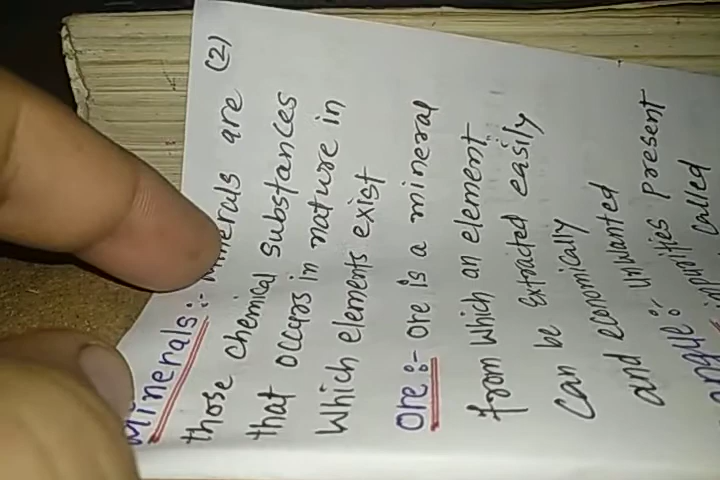 (2)
Minerals:- Minerals are
those chemical substances
that occurs in nature in
Which elements exist
Ore :- Ore is a mineral
from which an element
can be Extracted easily
and economically
angue: unwanted
impurities present
called